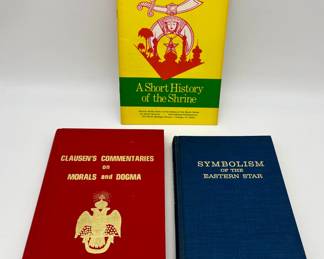 A Short History
of the Shrine
CLAUSEN'S COMMENTARIES
on
MORALS and DOGMA
SYMBOLISM
OF THE
EASTERN STAR